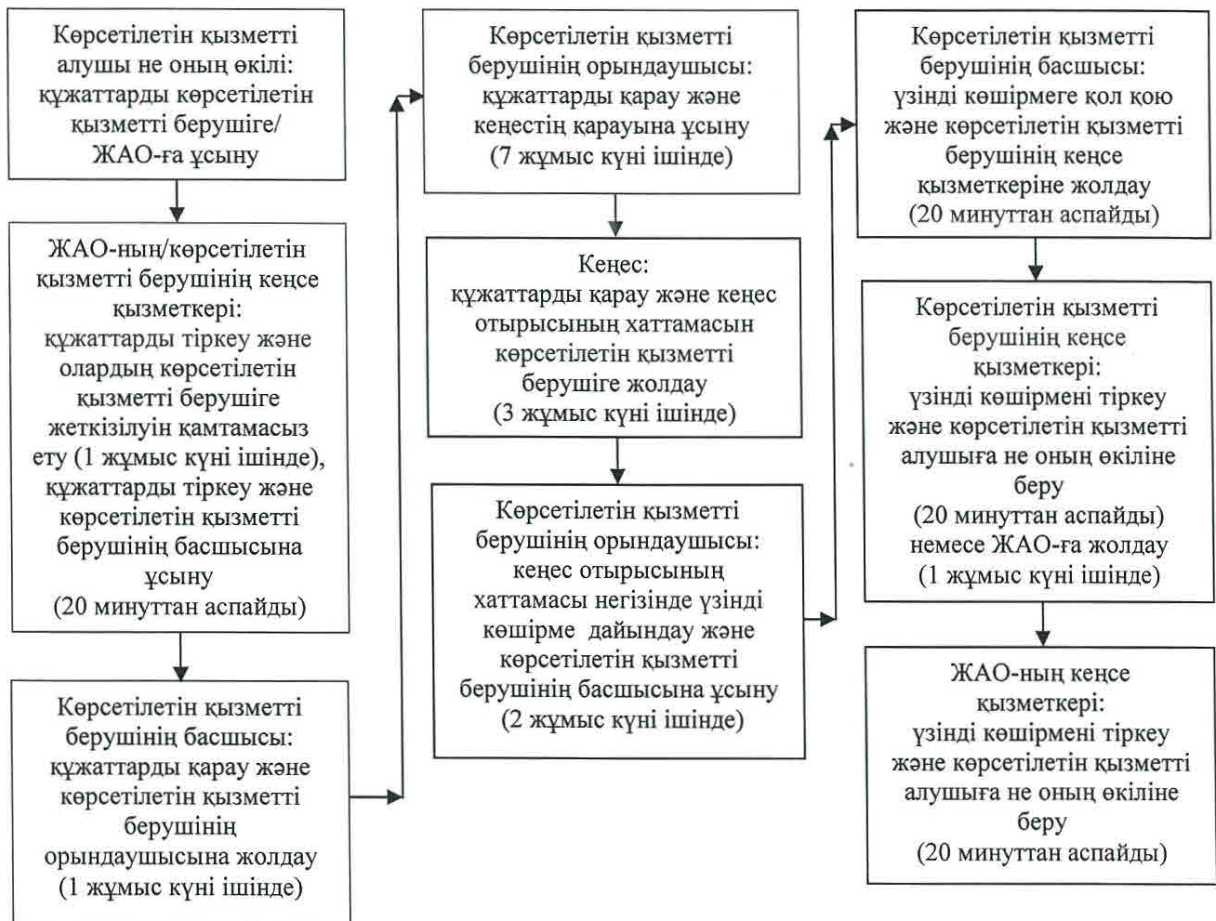 Көрсетілетін қызметті
алушы не оның өкілі:
құжаттарды көрсетілетін
қызметті берушіге/
ЖАО-ға ұсыну
ЖАО-ның/көрсетілетін
қызметті берушінің кеңсе
қызметкері:
құжаттарды тіркеу және
олардың көрсетілетін
қызметті берушіге
жеткізілуін қамтамасыз
ету (1 жұмыс күні ішінде),
құжаттарды тіркеу және
көрсетілетін қызметті
берушінің басшысына
ұсыну
(20 минуттан аспайды)
Көрсетілетін қызметті
берушінің басшысы:
құжаттарды қарау және
көрсетілетін қызметті
берушінің
орындаушысына жолдау
(1 жұмыс күні ішінде)
Көрсетілетін қызметті
берушінің орындаушысы:
құжаттарды қарау және
кеңестің қарауына ұсыну
(7 жұмыс күні ішінде)
Кеңес:
құжаттарды қарау және кеңес
отырысының хаттамасын
көрсетілетін қызметті
берушіге жолдау
(3 жұмыс күні ішінде)
Көрсетілетін қызметті
берушінің орындаушысы:
кеңес отырысының
хаттамасы негізінде үзінді
көшірме дайындау және
көрсетілетін қызметті
берушінің басшысына ұсыну
(2 жұмыс күні ішінде)
Көрсетілетін қызметті
берушінің басшысы:
үзінді көшірмеге қол қою
және көрсетілетін қызметті
берушінің кеңсе
қызметкеріне жолдау
(20 минуттан аспайды)
Көрсетілетін қызметті
берушінің кеңсе
қызметкері:
үзінді көшірмені тіркеу
және көрсетілетін қызметті
алушыға не оның өкіліне
беру
(20 минуттан аспайды)
немесе ЖАО-ға жолдау
(1 жұмыс күні ішінде)
ЖАО-ның кеңсе
қызметкері:
үзінді көшірмені тіркеу
және көрсетілетін қызметті
алушыға не оның өкіліне
беру
(20 минуттан аспайды)